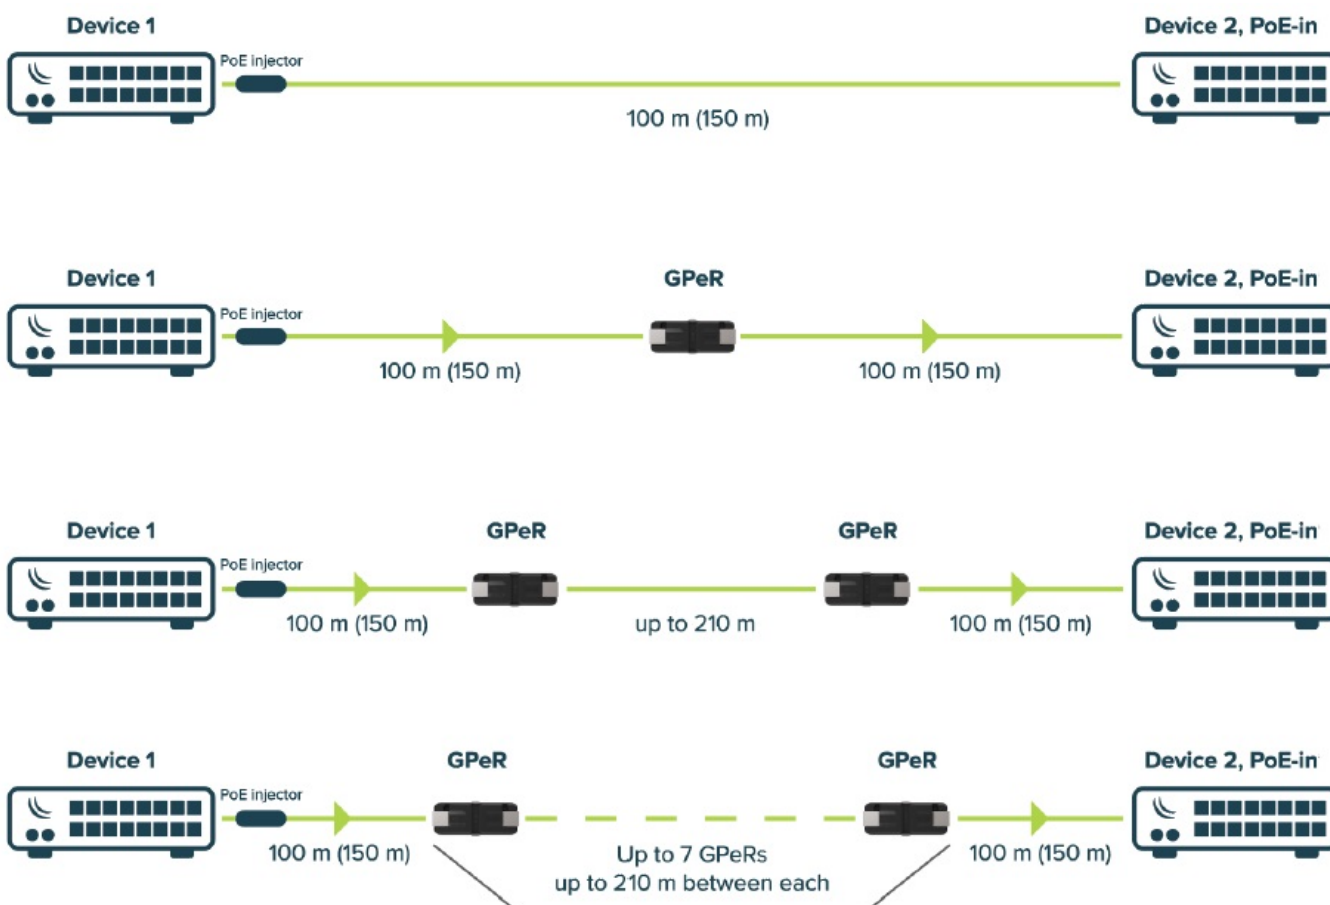 Device 1
Device 2, PoE-in
PoE injector
100 m (150 m)
Device 1
GPeR
Device 2, PoE-in
PoE injector
100 m (150 m)
100 m (150 m)
Device 1
GPeR
GPeR
Device 2, PoE-in
PoE injector
100 m (150 m)
up to 210 m
100 m (150 m)
Device 1
GPeR
GPeR
Device 2, PoE-in
PoE injector
100 m (150 m)
Up to 7 GPeRs
up to 210 m between each
100 m (150 m)